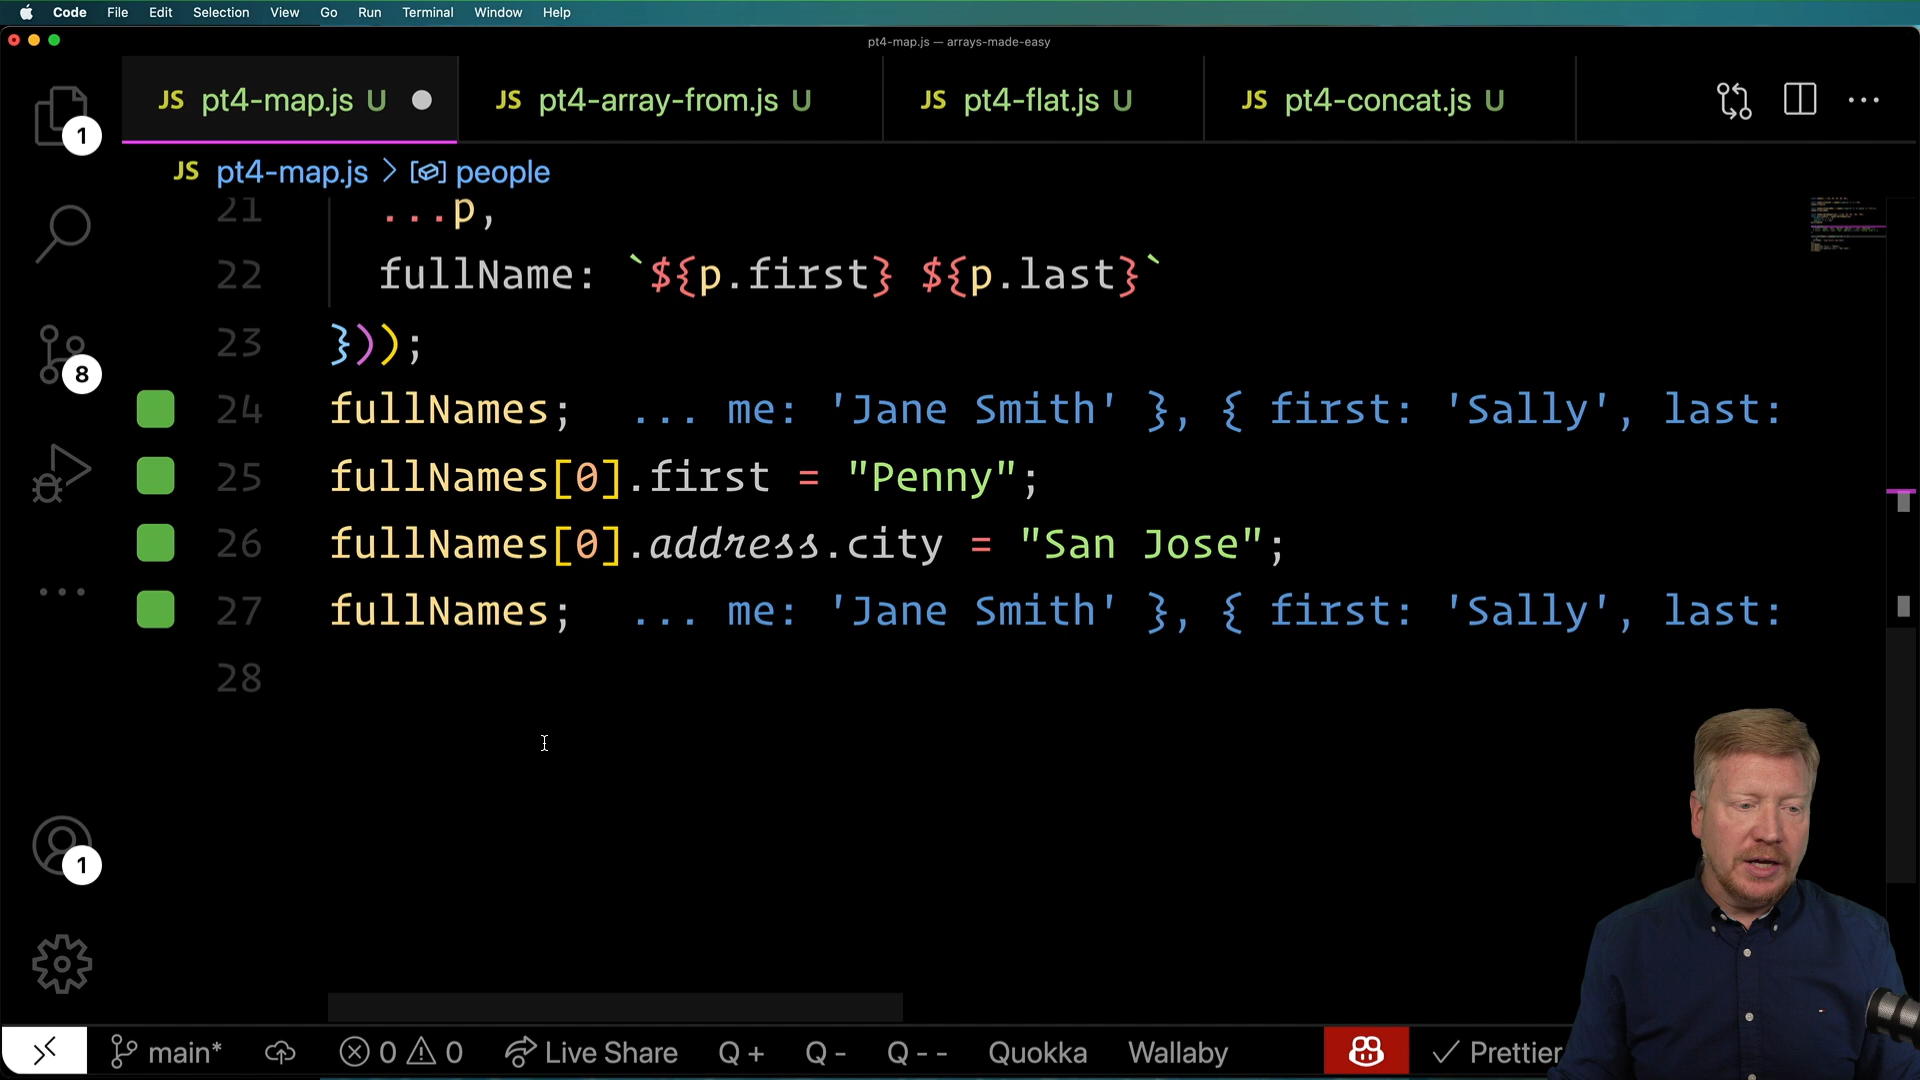 Code File Edit Selection View Go Run Terminal Window Help
pt4-map.js — arrays-made-easy
JS pt4-map.js U
JS pt4-array-from.js U
JS pt4-flat.js U
JS pt4-concat.js U
1
JS pt4-map.js > people
21 ...p,
22 fullName: `${p.first} ${p.last}`
23 }));
8
24 fullNames; ... me: 'Jane Smith' }, { first: 'Sally', last:
25 fullNames[0].first = "Penny";
26 fullNames[0].address.city = "San Jose";
27 fullNames; ... me: 'Jane Smith' }, { first: 'Sally', last:
28
1
main* 0 0 Live Share Q + Q - Q - - Quokka Wallaby Prettier